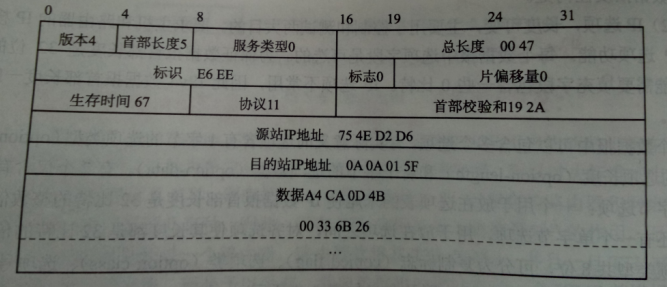 0 4 8 16 19 24 31
版本4 首部长度5 服务类型0 总长度 00 47
标识 E6 EE 标志0 片偏移量0
生存时间 67 协议11 首部校验和19 2A
源站IP地址 75 4E D2 D6
目的站IP地址 0A 0A 01 5F
数据A4 CA 0D 4B
00 33 6B 26
…